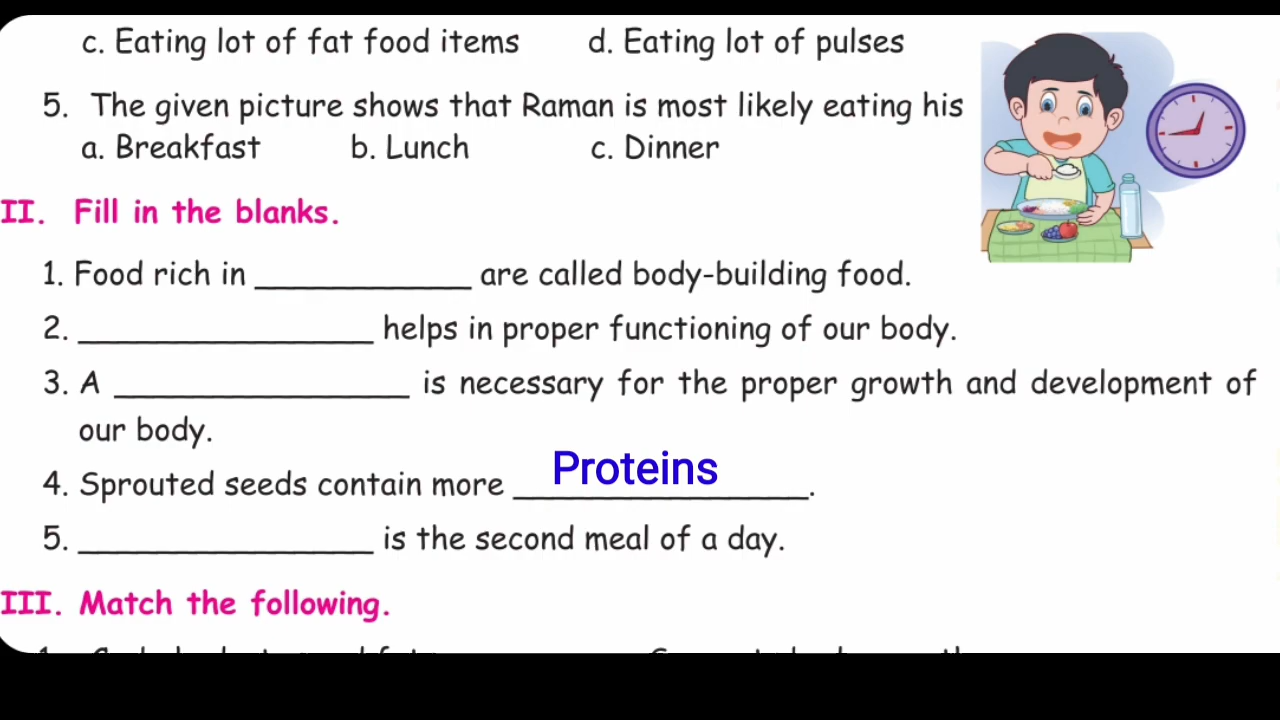 c. Eating lot of fat food items d. Eating lot of pulses
5. The given picture shows that Raman is most likely eating his
a. Breakfast b. Lunch c. Dinner
II. Fill in the blanks.
1. Food rich in ____________ are called body-building food.
2. ________________ helps in proper functioning of our body.
3. A ________________ is necessary for the proper growth and development of
our body.
4. Sprouted seeds contain more Proteins.
5. ________________ is the second meal of a day.
III. Match the following.